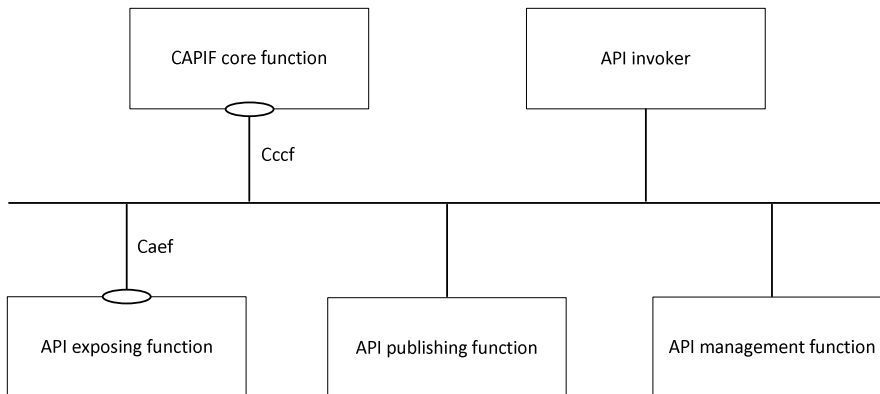 CAPIF core function
API invoker
Cccf
Caef
API exposing function
API publishing function
API management function